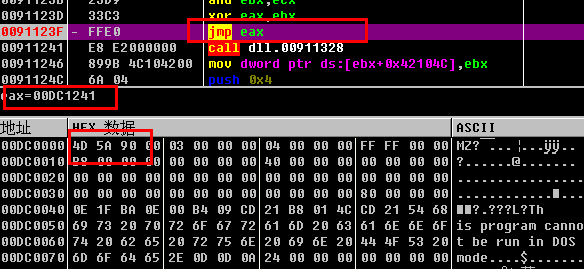 23D9 and ebx,ecx
0091123D 33C3 xor eax,ebx
0091123F - FFE0 jmp eax
00911241 E8 E2000000 call dll.00911328
00911246 899B 4C104200 mov dword ptr ds:[ebx+0x42104C],ebx
0091124C 6A 04 push 0x4
eax=00DC1241
地址 HEX 数据 ASCII
00DC0000 4D 5A 90 00 03 00 00 00 04 00 00 00 FF FF 00 00 MZ?
00DC0010 B8 00 00 00 00 00 00 00 40 00 00 00 00 00 00 00 ?.......@.......
00DC0020 00 00 00 00 00 00 00 00 00 00 00 00 00 00 00 00 ................
00DC0030 00 00 00 00 00 00 00 00 00 00 00 00 80 00 00 00
00DC0040 0E 1F BA 0E 00 B4 09 CD 21 B8 01 4C CD 21 54 68 ?.???L?Th
00DC0050 69 73 20 70 72 6F 67 72 61 6D 20 63 61 6E 6E 6F is program canno
00DC0060 74 20 62 65 20 72 75 6E 20 69 6E 20 44 4F 53 20 t be run in DOS
00DC0070 6D 6F 64 65 2E 0D 0D 0A 24 00 00 00 00 00 00 00 mode....$.......